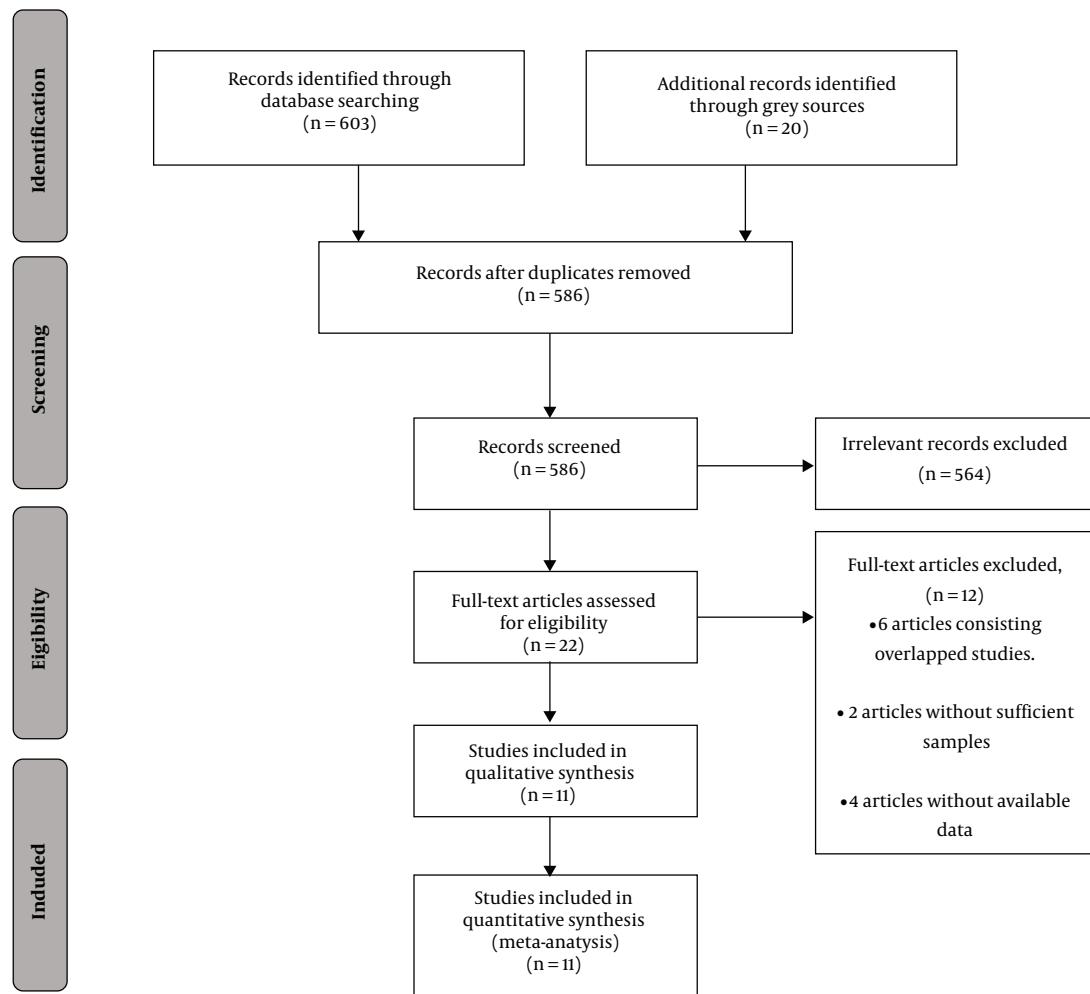 Identification
Records identified through
database searching
(n = 603)
Additional records identified
through grey sources
(n = 20)
Screening
Records after duplicates removed
(n = 586)
Records screened
(n = 586)
Irrelevant records excluded
(n = 564)
Eigibility
Full-text articles assessed
for eligibility
(n = 22)
Full-text articles excluded,
(n = 12)
•6 articles consisting
overlapped studies.
• 2 articles without sufficient
samples
•4 articles without available
data
Induded
Studies included in
qualitative synthesis
(n = 11)
Studies included in
quantitative synthesis
(meta-anatysis)
(n = 11)